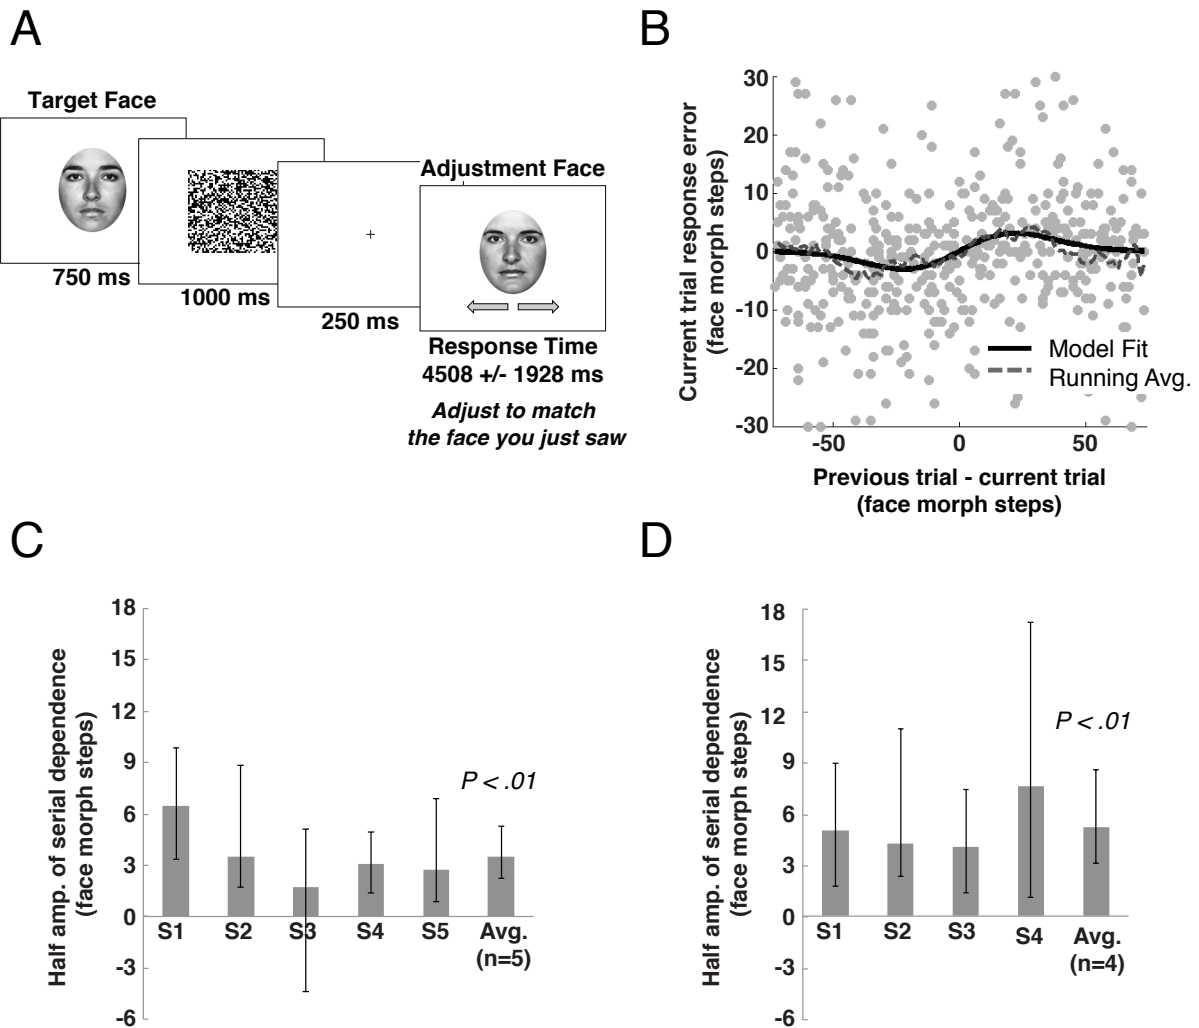 A
Target Face
750 ms
1000 ms
250 ms
Adjustment Face
Response Time
4508 +/- 1928 ms
Adjust to match
the face you just saw
B
Current trial response error
(face morph steps)
30
20
10
0
-10
-20
-30
-50
0
50
Model Fit
Running Avg.
Previous trial - current trial
(face morph steps)
C
Half amp. of serial dependence
(face morph steps)
18
15
12
9
6
3
0
-3
-6
P < .01
S1
S2
S3
S4
S5
Avg.
(n=5)
D
Half amp. of serial dependence
(face morph steps)
18
15
12
9
6
3
0
-3
-6
P < .01
S1
S2
S3
S4
Avg.
(n=4)